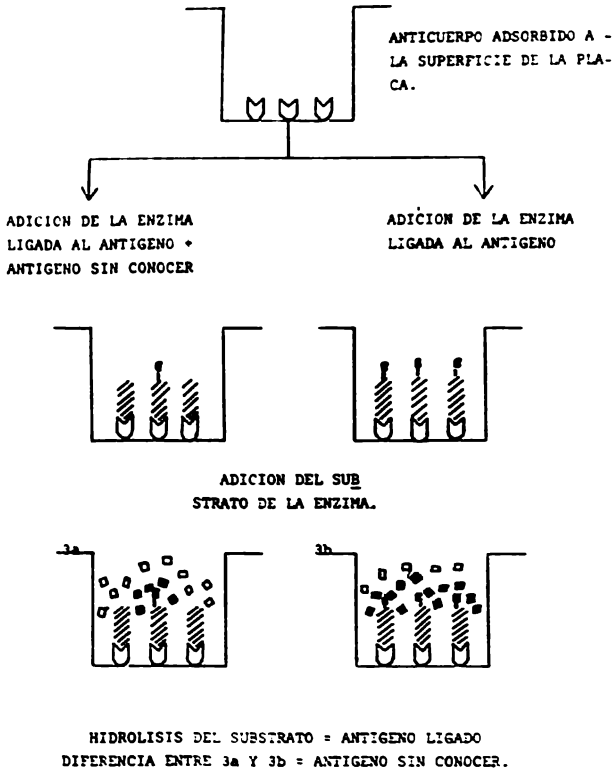 ANTICUERPO ADSORBIDO A -
LA SUPERFICIE DE LA PLA-
CA.
ADICION DE LA ENZIMA
LIGADA AL ANTIGENO +
ANTIGENO SIN CONOCER
ADICION DE LA ENZIMA
LIGADA AL ANTIGENO
ADICION DEL SUB
STRATO DE LA ENZIMA.
3a
3b
HIDROLISIS DEL SUBSTRATO = ANTIGENO LIGADO
DIFERENCIA ENTRE 3a Y 3b = ANTIGENO SIN CONOCER.